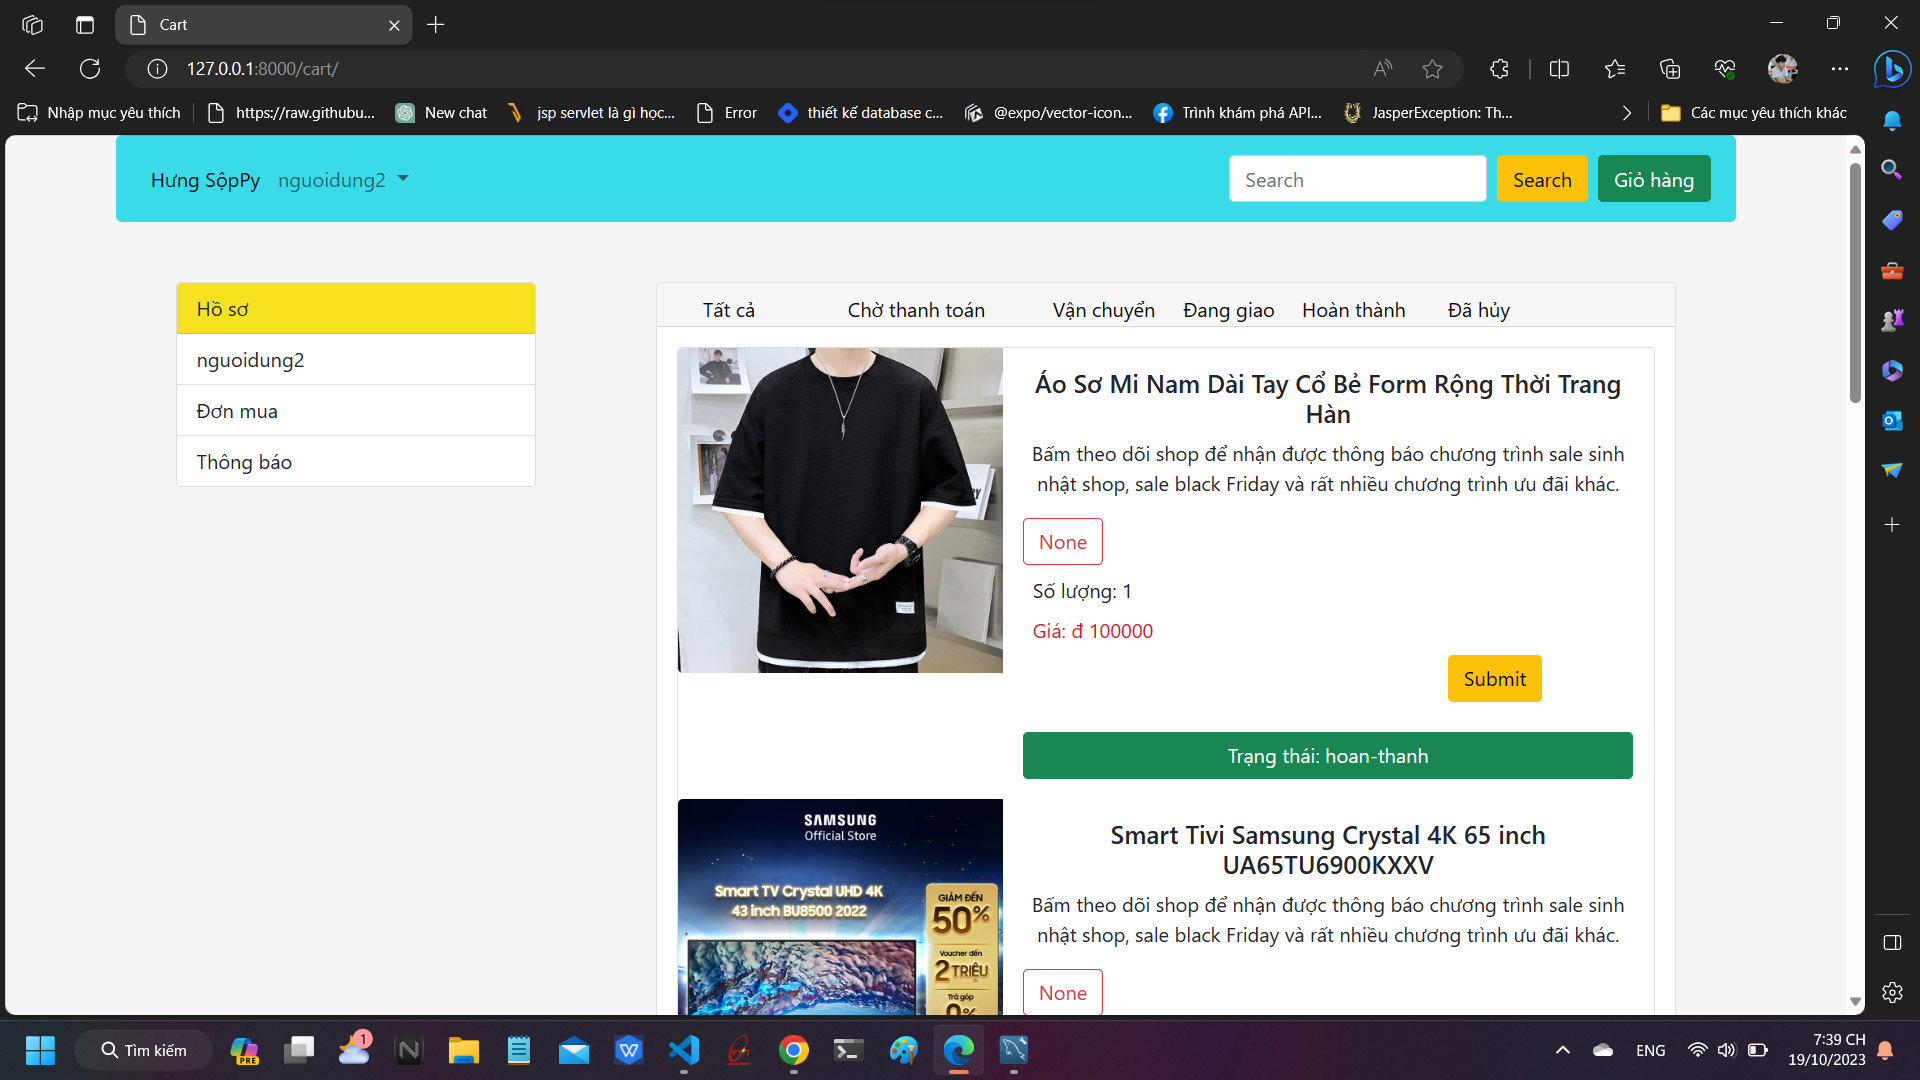 Cart
127.0.0.1:8000/cart/
Nhập mục yêu thích
https://raw.githubu...
New chat
jsp servlet là gì học...
Error
thiết kế database c...
@expo/vector-icon...
Trình khám phá API...
JasperException: Th...
Các mục yêu thích khác
Hưng SộpPy
nguoidung2
Search
Search
Giỏ hàng
Hồ sơ
nguoidung2
Đơn mua
Thông báo
Tất cả
Chờ thanh toán
Vận chuyển
Đang giao
Hoàn thành
Đã hủy
Áo Sơ Mi Nam Dài Tay Cổ Bẻ Form Rộng Thời Trang
Hàn
Bấm theo dõi shop để nhận được thông báo chương trình sale sinh
nhật shop, sale black Friday và rất nhiều chương trình ưu đãi khác.
None
Số lượng: 1
Giá: đ 100000
Submit
Trạng thái: hoan-thanh
SAMSUNG
Official Store
Smart TV Crystal UHD 4K
43 inch BU8500 2022
GIẢM ĐẾN
50%
Voucher đến
2 TRIỆU
Trả góp
0%
Smart Tivi Samsung Crystal 4K 65 inch
UA65TU6900KXXV
Bấm theo dõi shop để nhận được thông báo chương trình sale sinh
nhật shop, sale black Friday và rất nhiều chương trình ưu đãi khác.
None
Tìm kiếm
PRE
1
ENG
7:39 CH
19/10/2023